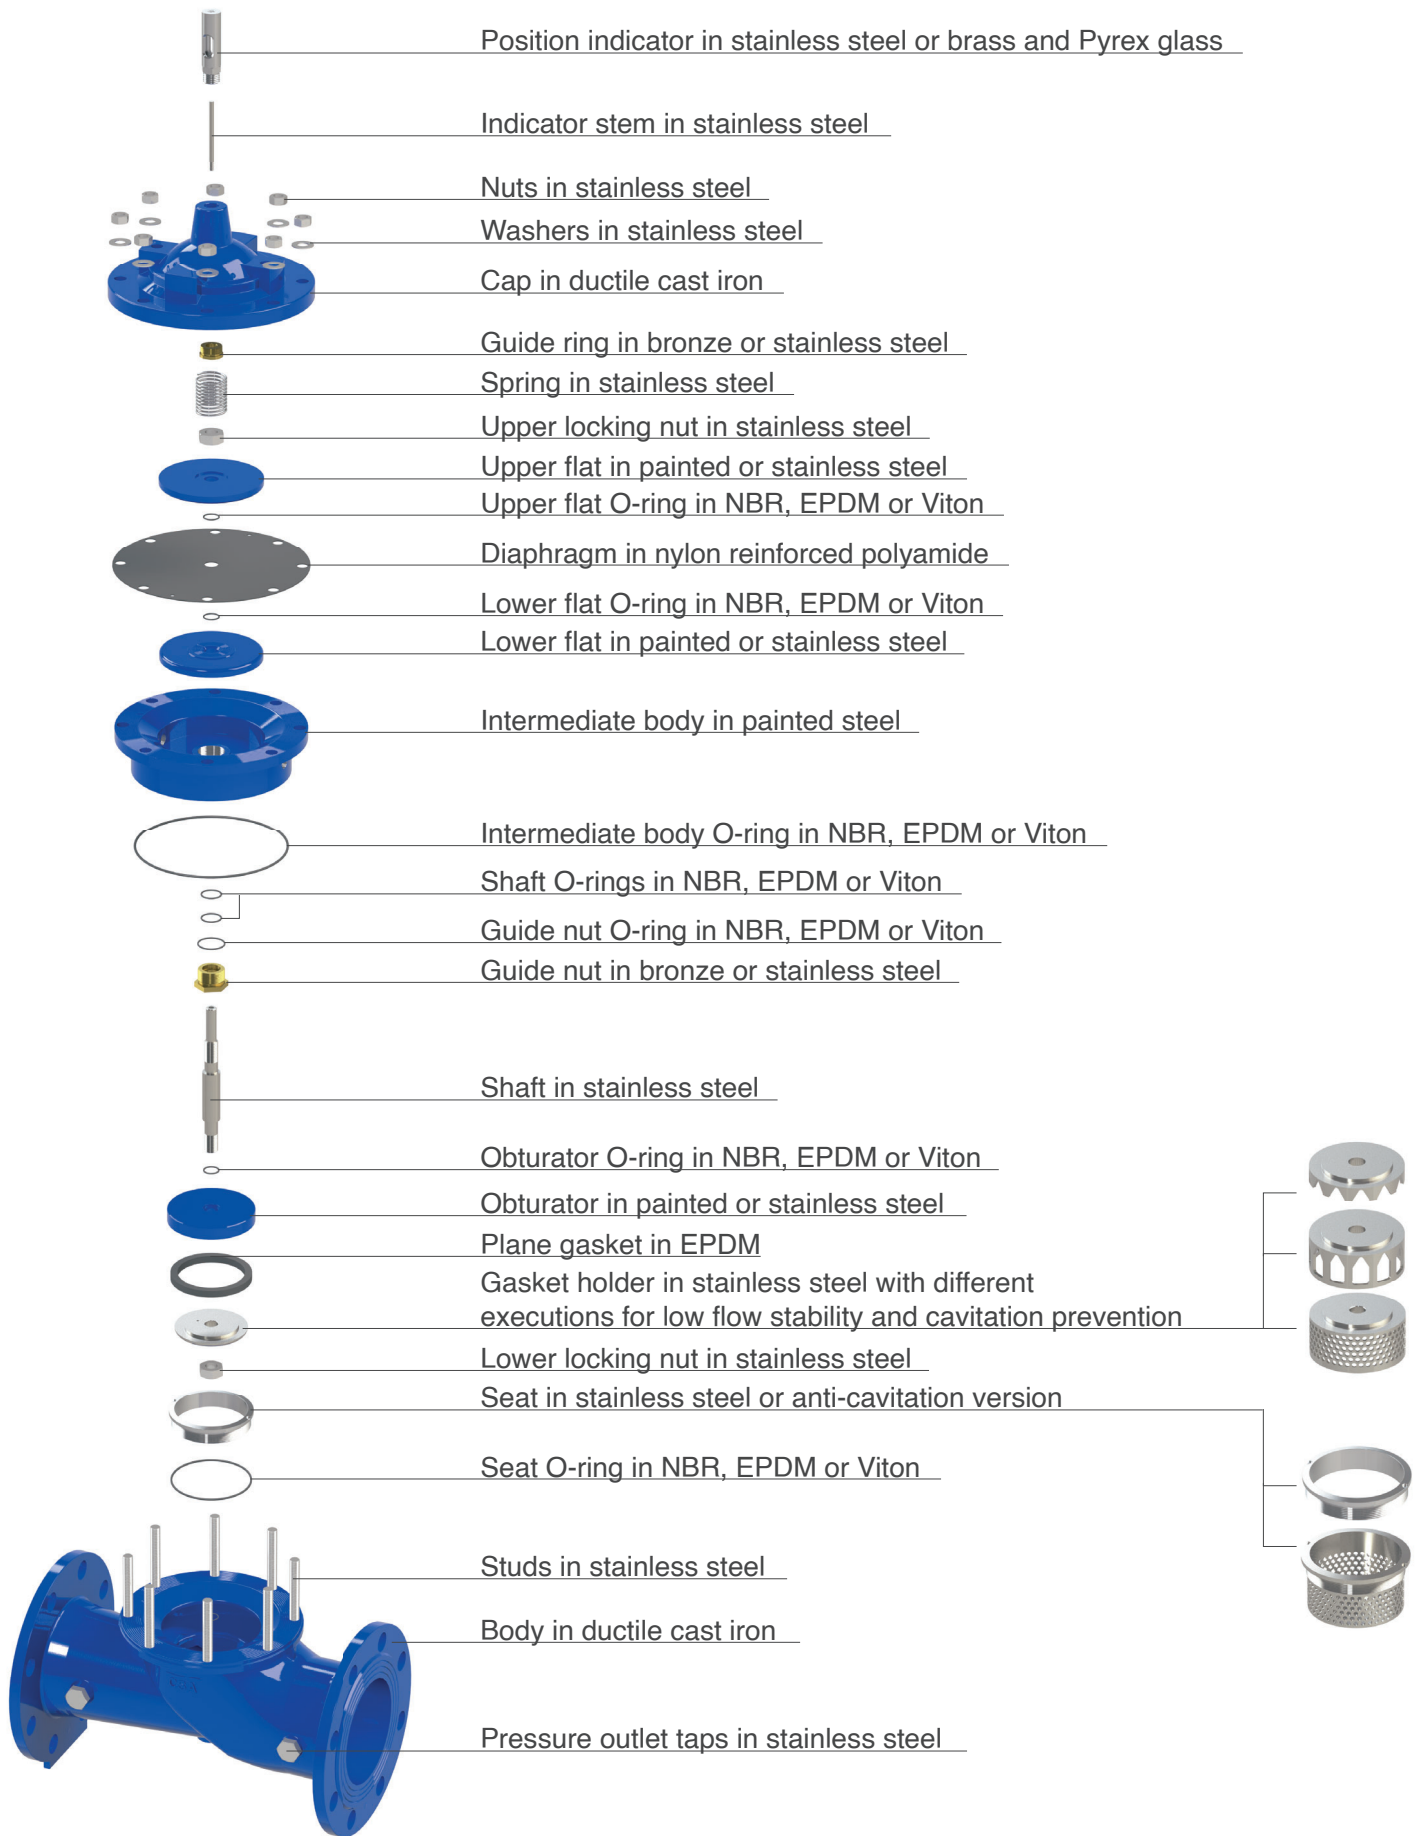 Position indicator in stainless steel or brass and Pyrex glass
Indicator stem in stainless steel
Nuts in stainless steel
Washers in stainless steel
Cap in ductile cast iron
Guide ring in bronze or stainless steel
Spring in stainless steel
Upper locking nut in stainless steel
Upper flat in painted or stainless steel
Upper flat O-ring in NBR, EPDM or Viton
Diaphragm in nylon reinforced polyamide
Lower flat O-ring in NBR, EPDM or Viton
Lower flat in painted or stainless steel
Intermediate body in painted steel
Intermediate body O-ring in NBR, EPDM or Viton
Shaft O-rings in NBR, EPDM or Viton
Guide nut O-ring in NBR, EPDM or Viton
Guide nut in bronze or stainless steel
Shaft in stainless steel
Obturator O-ring in NBR, EPDM or Viton
Obturator in painted or stainless steel
Plane gasket in EPDM
Gasket holder in stainless steel with different
executions for low flow stability and cavitation prevention
Lower locking nut in stainless steel
Seat in stainless steel or anti-cavitation version
Seat O-ring in NBR, EPDM or Viton
Studs in stainless steel
Body in ductile cast iron
Pressure outlet taps in stainless steel